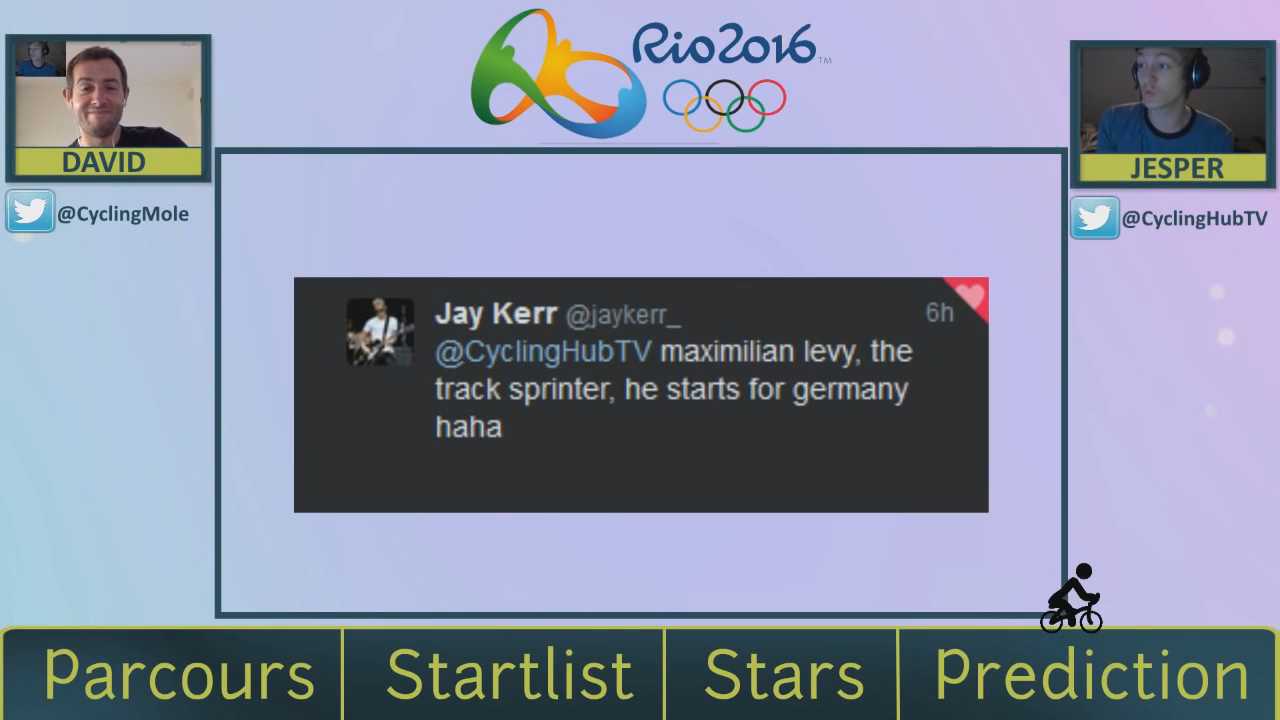 Rio2016™
DAVID
@CyclingMole
JESPER
@CyclingHubTV
Jay Kerr @jaykerr_ 6h
@CyclingHubTV maximilian levy, the
track sprinter, he starts for germany
haha
Parcours Startlist Stars Prediction